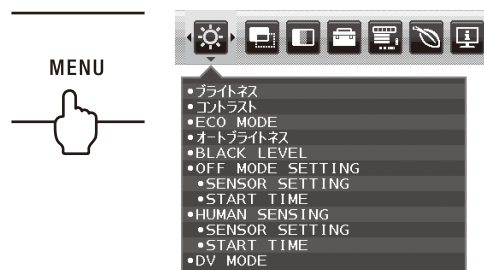 MENU
•ブライトネス
•コントラスト
•ECO MODE
•オートブライトネス
•BLACK LEVEL
•OFF MODE SETTING
•SENSOR SETTING
•START TIME
•HUMAN SENSING
•SENSOR SETTING
•START TIME
•DV MODE